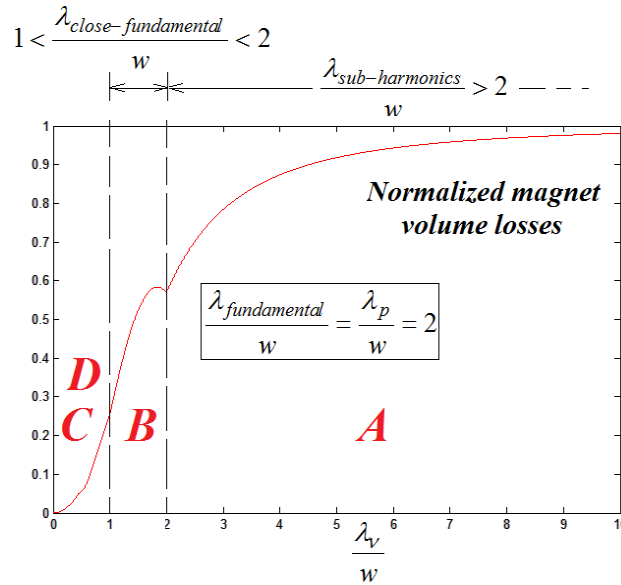 1 < λclose−fundamental / w < 2
λsub−harmonics / w > 2
1
0.9
0.8
0.7
0.6
0.5
0.4
0.3
0.2
0.1
0
Normalized magnet
volume losses
λfundamental / w = λp / w = 2
D
C
B
A
0 1 2 3 4 5 6 7 8 9 10
λν / w